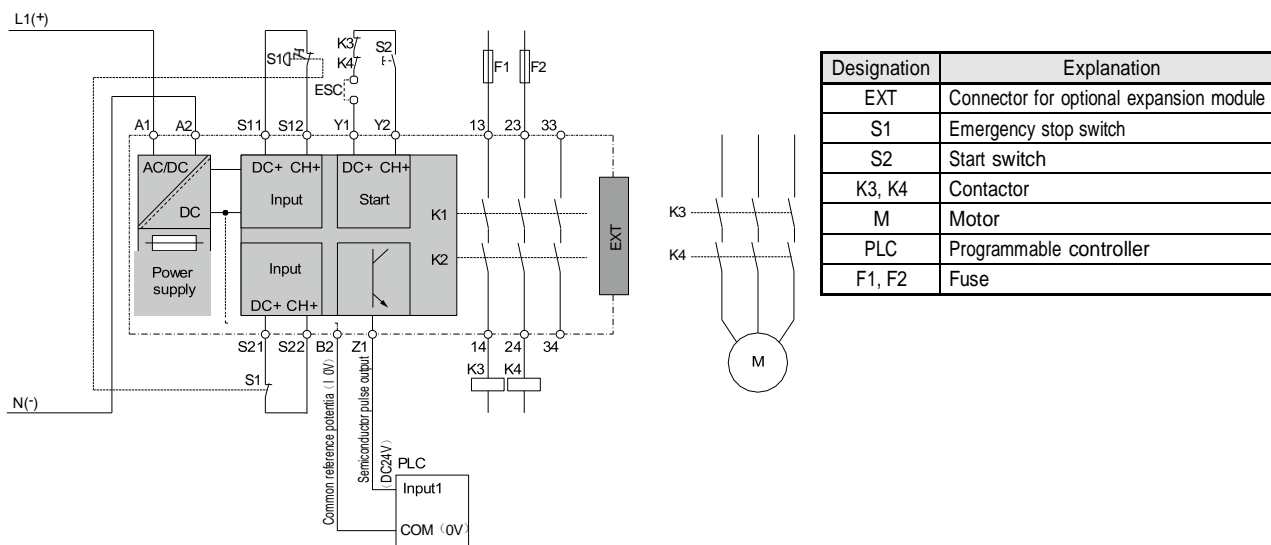 L1(+)
K3
K4
S2
S1
ESC
F1
F2
A1
A2
S11
S12
Y1
Y2
13
23
33
AC/DC
DC
DC+ CH+
Input
DC+ CH+
Start
K1
K2
EXT
Power
supply
Input
DC+ CH+
S21
S22
B2
Z1
14
24
34
S1
K3
K4
N(-)
Common reference potentia (l 0V)
Semiconductor pulse output
(DC24V)
PLC
Input1
COM (0V)
K3
K4
M
Designation Explanation
EXT Connector for optional expansion module
S1 Emergency stop switch
S2 Start switch
K3, K4 Contactor
M Motor
PLC Programmable controller
F1, F2 Fuse